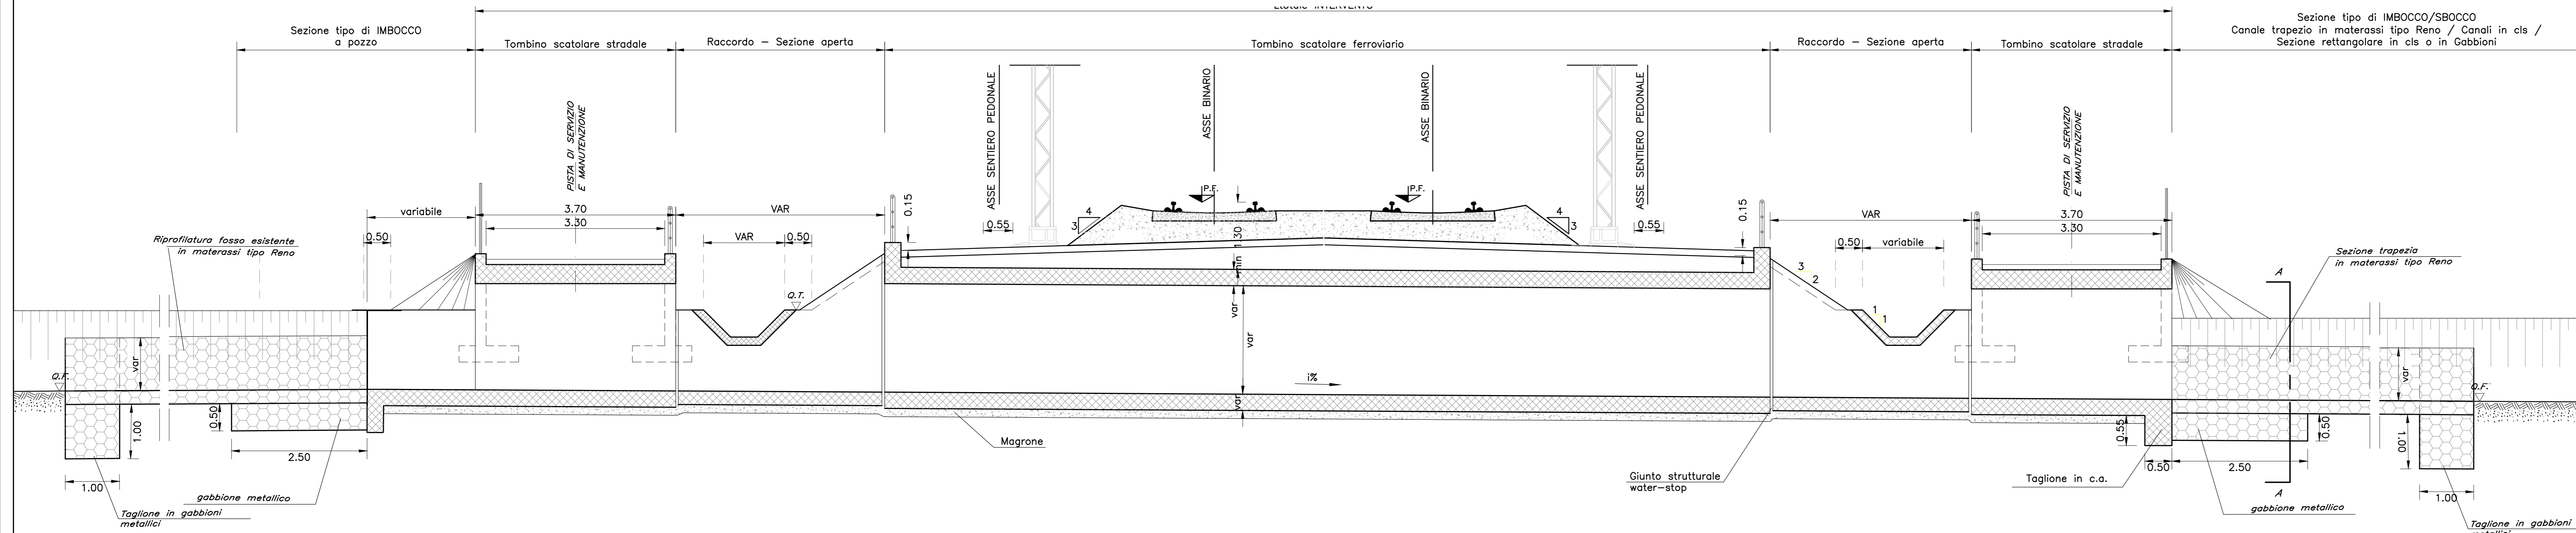 Ltotale INTERVENTO
Sezione tipo di IMBOCCO
a pozzo
Tombino scatolare stradale
Raccordo – Sezione aperta
Tombino scatolare ferroviario
Raccordo – Sezione aperta
Tombino scatolare stradale
Sezione tipo di IMBOCCO/SBOCCO
Canale trapezio in materassi tipo Reno / Canali in cls /
Sezione rettangolare in cls o in Gabbioni
PISTA DI SERVIZIO
E MANUTENZIONE
ASSE SENTIERO PEDONALE
ASSE BINARIO
ASSE BINARIO
ASSE SENTIERO PEDONALE
PISTA DI SERVIZIO
E MANUTENZIONE
P.F.
P.F.
variabile
3.70
3.30
VAR
VAR
0.50
0.50
0.15
0.55
4
3
4
3
0.55
0.15
VAR
0.50
variabile
3.70
3.30
Riprofilatura fosso esistente
in materassi tipo Reno
Q.T.
min 1.30
3
2
1
1
A
Sezione trapezia
in materassi tipo Reno
var
var
var
var
i%
var
Q.F.
Q.F.
0.50
1.00
2.50
1.00
gabbione metallico
Taglione in gabbioni
metallici
Magrone
Giunto strutturale
water–stop
Taglione in c.a.
0.55
0.50
2.50
0.50
1.00
1.00
A
gabbione metallico
Taglione in gabbioni
metallici